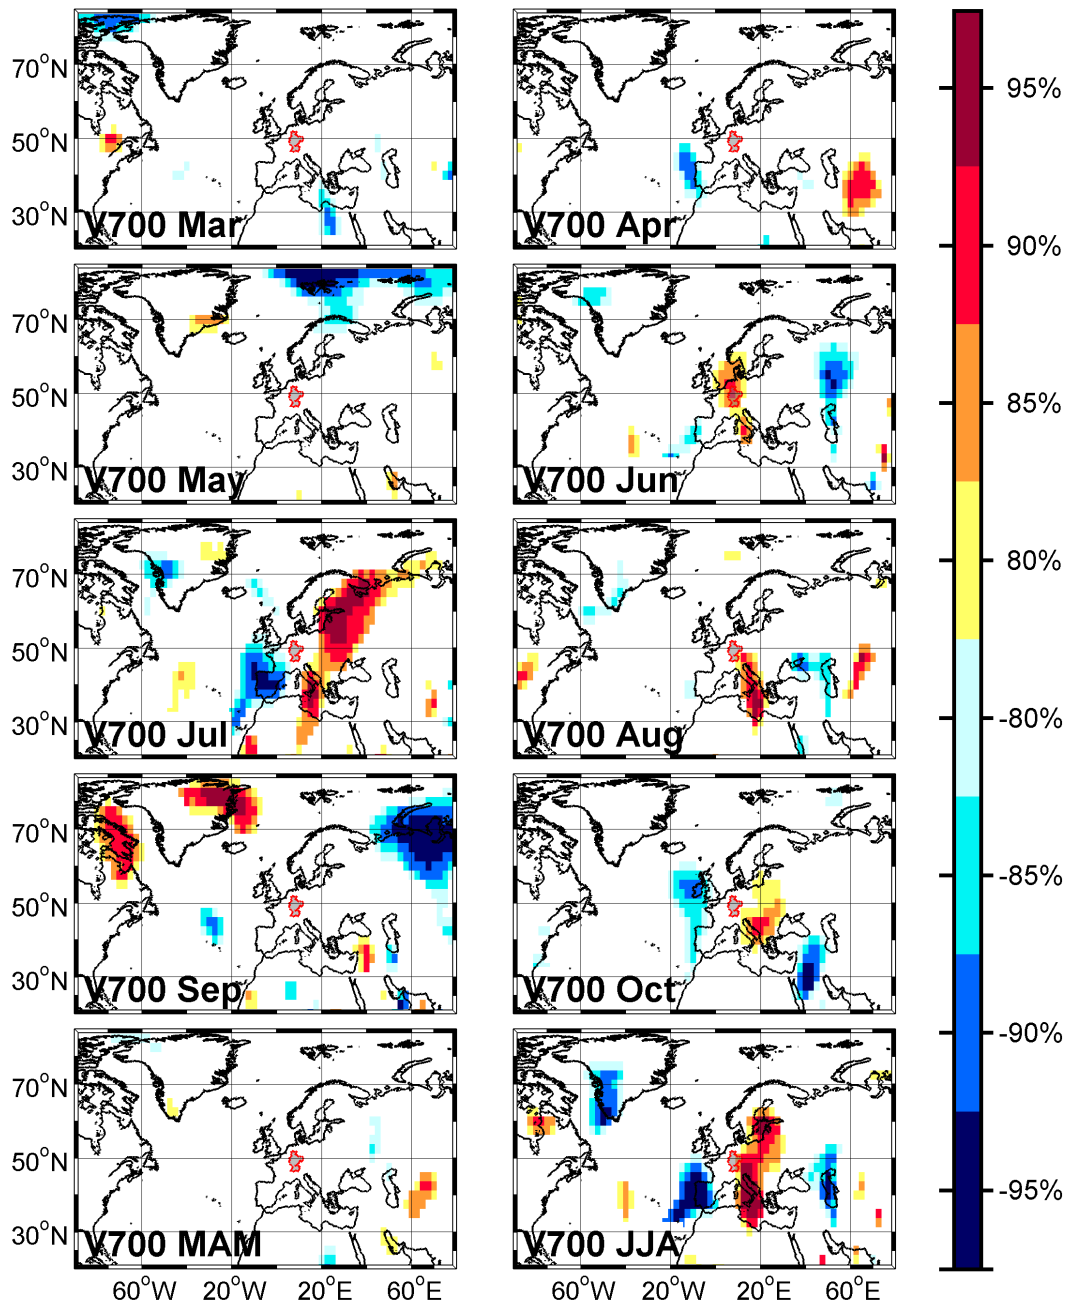 70°N
50°N
30°N
V700 Mar
V700 Apr
70°N
50°N
30°N
V700 May
V700 Jun
70°N
50°N
30°N
V700 Jul
V700 Aug
70°N
50°N
30°N
V700 Sep
V700 Oct
70°N
50°N
30°N
V700 MAM
V700 JJA
60°W 20°W 20°E 60°E
60°W 20°W 20°E 60°E
95%
90%
85%
80%
-80%
-85%
-90%
-95%